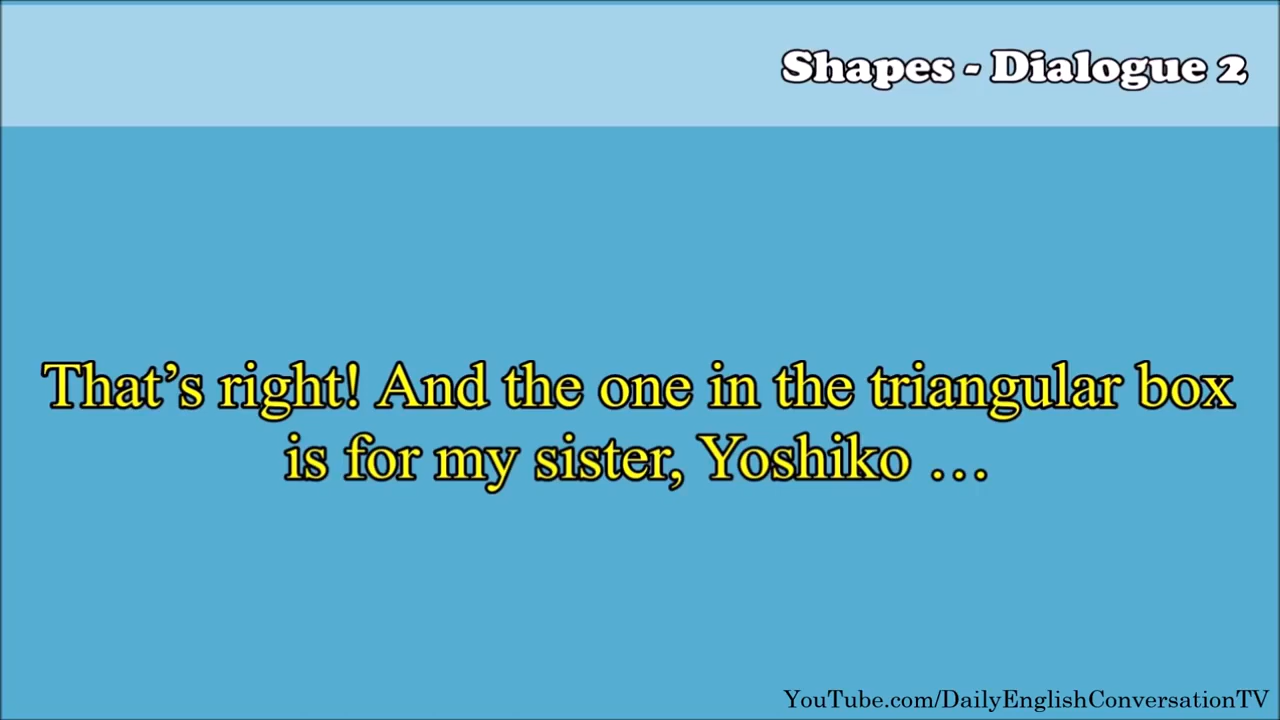 Shapes - Dialogue 2
That’s right! And the one in the triangular box
is for my sister, Yoshiko …
YouTube.com/DailyEnglishConversationTV